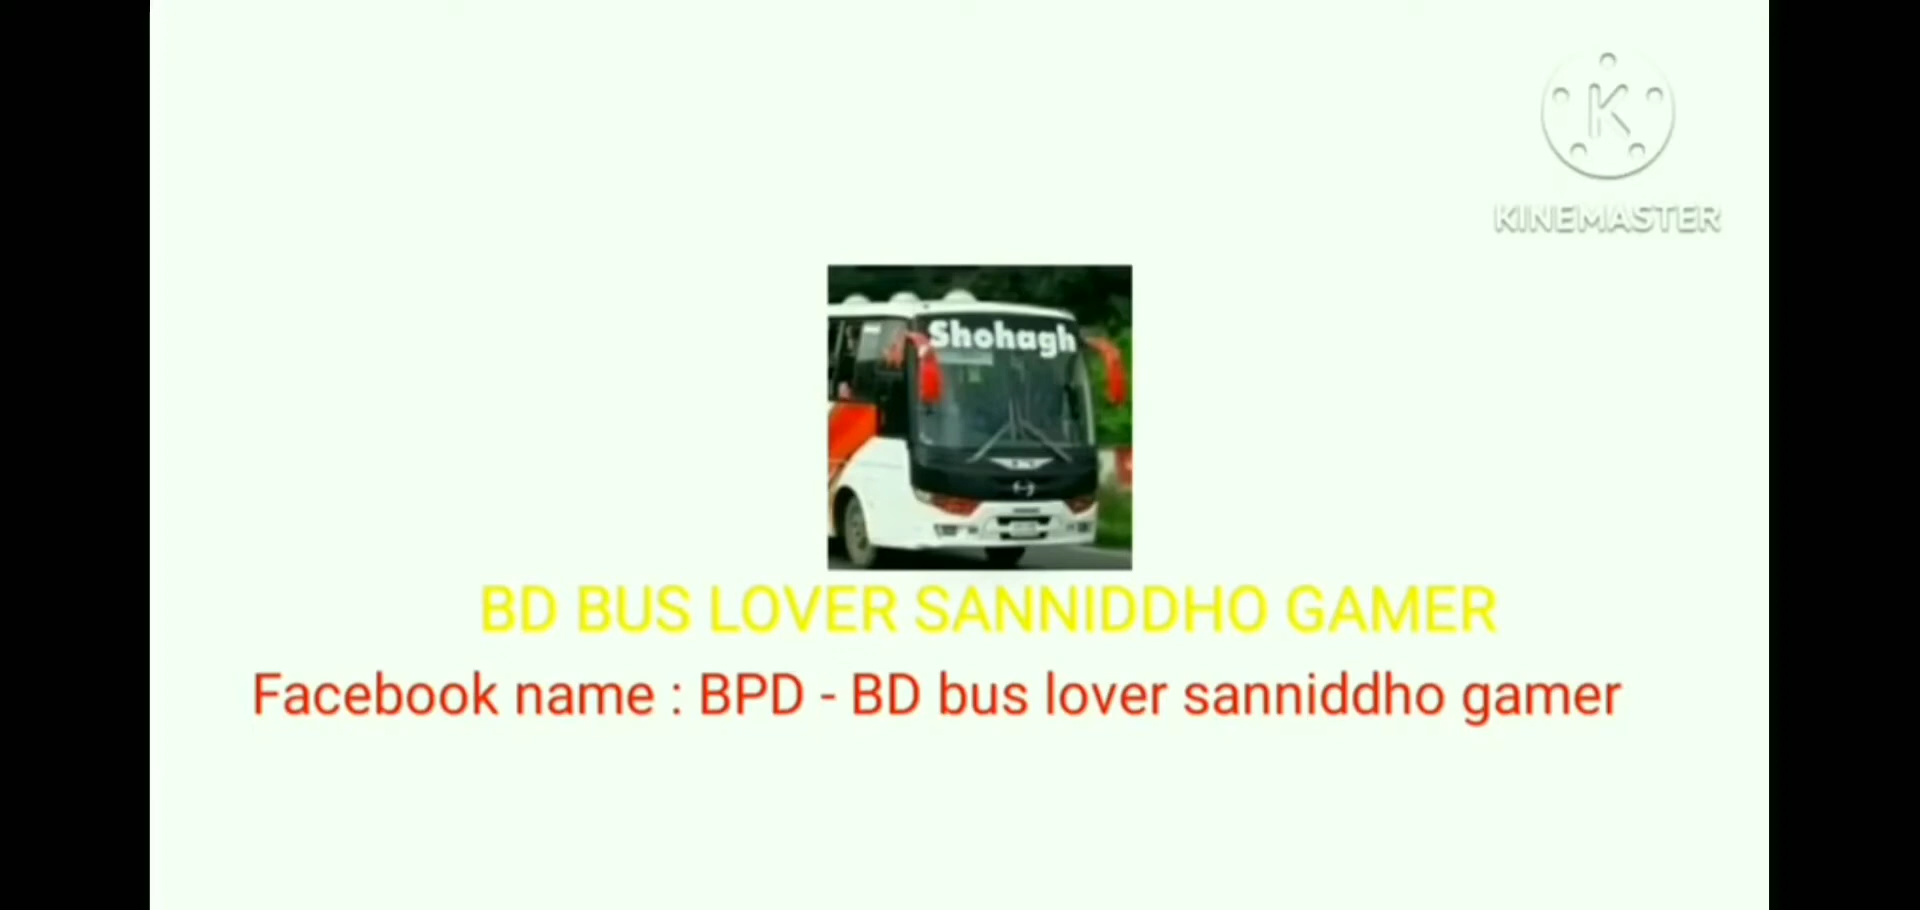 K
KINEMASTER
Shohagh
BD BUS LOVER SANNIDDHO GAMER
Facebook name : BPD - BD bus lover sanniddho gamer